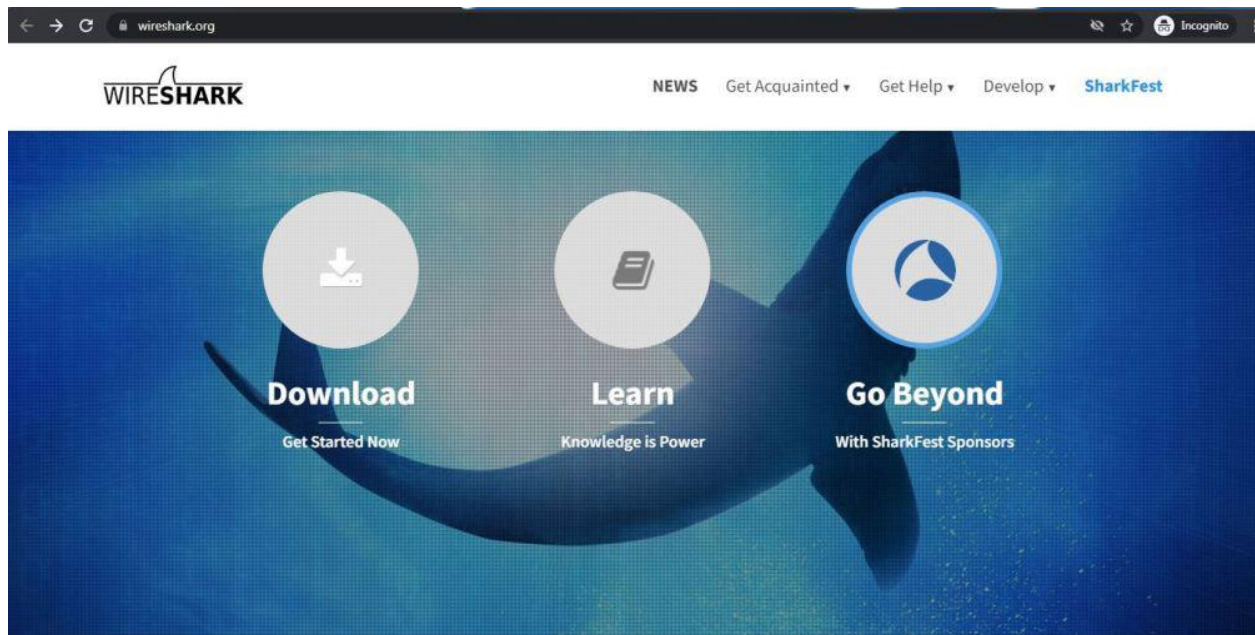 wireshark.org
Incognito
WIRESHARK
NEWS Get Acquainted ▾ Get Help ▾ Develop ▾ SharkFest
Download Learn Go Beyond
Get Started Now Knowledge is Power With SharkFest Sponsors